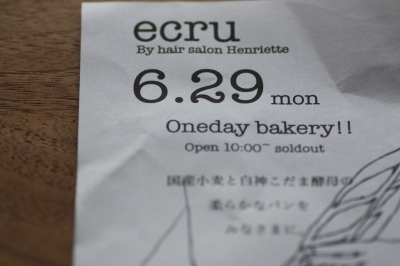 ecru
By hair salon Henriette
6.29 mon
Oneday bakery!!
Open 10:00~ soldout
国産小麦と白神こだま酵母の
柔らかなパンを
みなさまに。